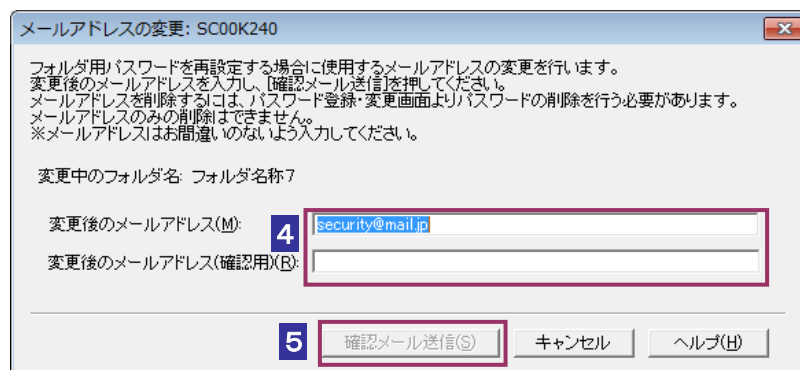 メールアドレスの変更: SC00K240
フォルダ用パスワードを再設定する場合に使用するメールアドレスの変更を行います。
変更後のメールアドレスを入力し、[確認メール送信]を押してください。
メールアドレスを削除するには、パスワード登録・変更画面よりパスワードの削除を行う必要があります。
メールアドレスのみの削除はできません。
※メールアドレスはお間違いのないよう入力してください。
変更中のフォルダ名: フォルダ名称7
変更後のメールアドレス(M):
4
security@mail.jp
変更後のメールアドレス(確認用)(R):
5
確認メール送信(S)
キャンセル
ヘルプ(H)